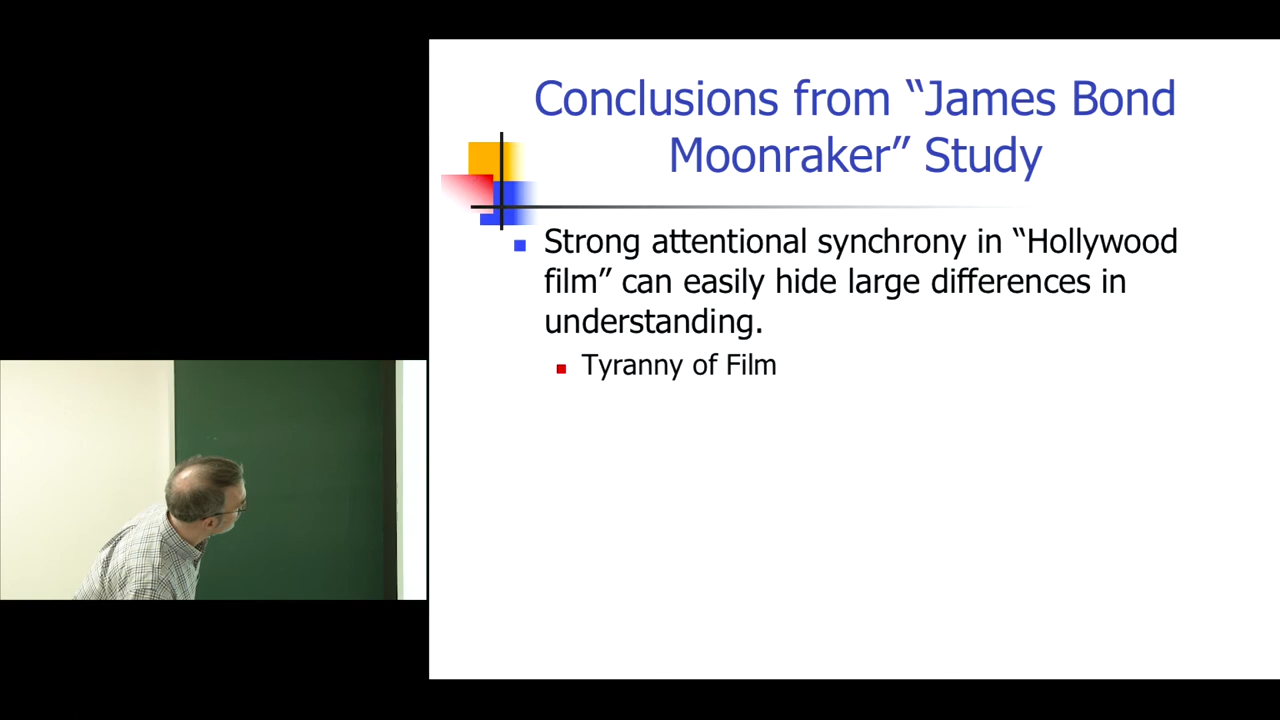 Conclusions from “James Bond
Moonraker” Study
Strong attentional synchrony in “Hollywood
film” can easily hide large differences in
understanding.
Tyranny of Film